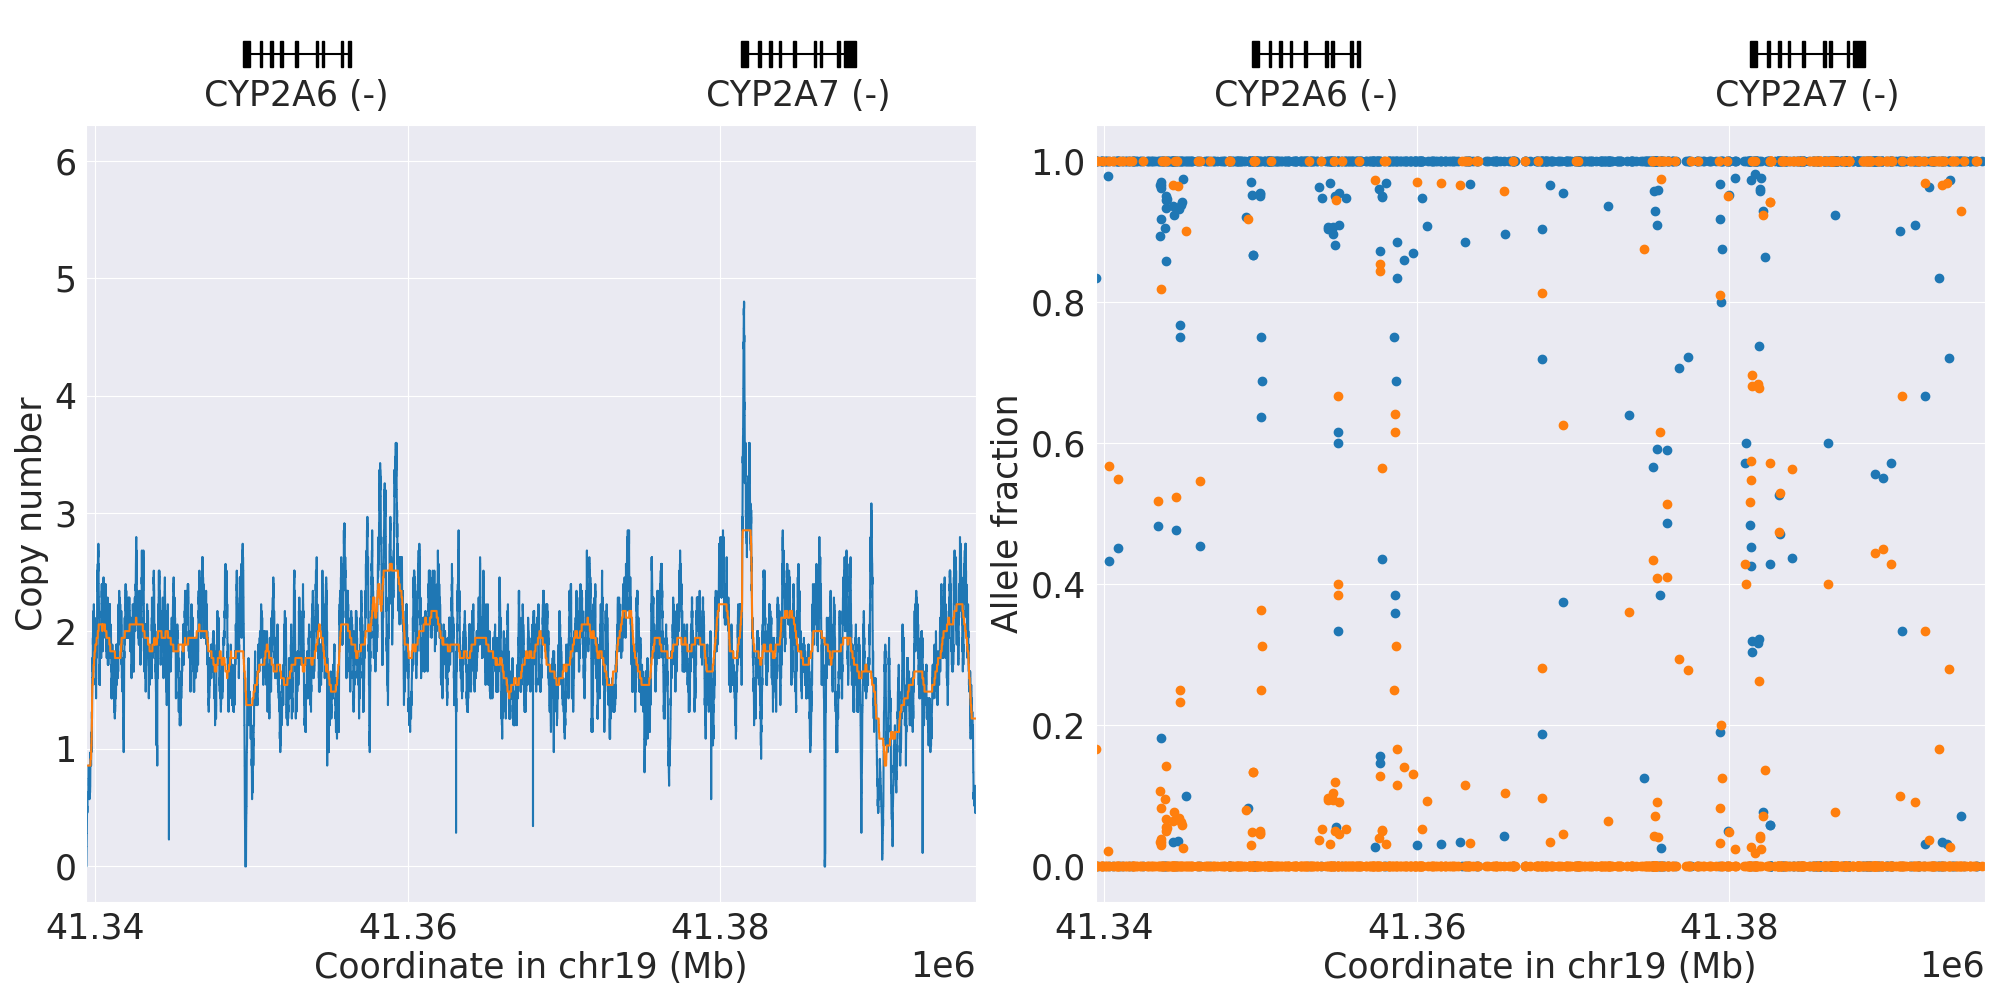 CYP2A6 (-) CYP2A7 (-)
CYP2A6 (-) CYP2A7 (-)
Copy number
6
5
4
3
2
1
0
41.34 41.36 41.38
Coordinate in chr19 (Mb) 1e6
Allele fraction
1.0
0.8
0.6
0.4
0.2
0.0
41.34 41.36 41.38
Coordinate in chr19 (Mb) 1e6